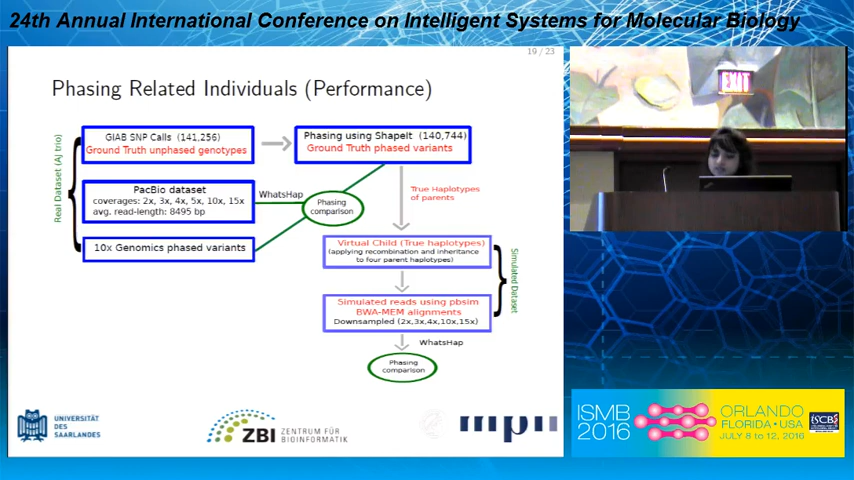 24th Annual International Conference on Intelligent Systems for Molecular Biology
19 / 23
Phasing Related Individuals (Performance)
Real Dataset (AJ trio)
GIAB SNP Calls (141,256)
Ground Truth unphased genotypes
Phasing using ShapeIt (140,744)
Ground Truth phased variants
PacBio dataset
coverages: 2x, 3x, 4x, 5x, 10x, 15x
avg. read-length: 8495 bp
WhatsHap
Phasing
comparison
True Haplotypes
of parents
10x Genomics phased variants
Virtual Child (True haplotypes)
(applying recombination and inheritance
to four parent haplotypes)
Simulated Dataset
Simulated reads using pbsim
BWA-MEM alignments
Downsampled (2x,3x,4x,10x,15x)
WhatsHap
Phasing
comparison
UNIVERSITÄT
DES
SAARLANDES
ZBI ZENTRUM FÜR
BIOINFORMATIK
mpii
EXIT
ISMB
2016
ORLANDO
FLORIDA • USA
JULY 8 to 12, 2016
ISCB